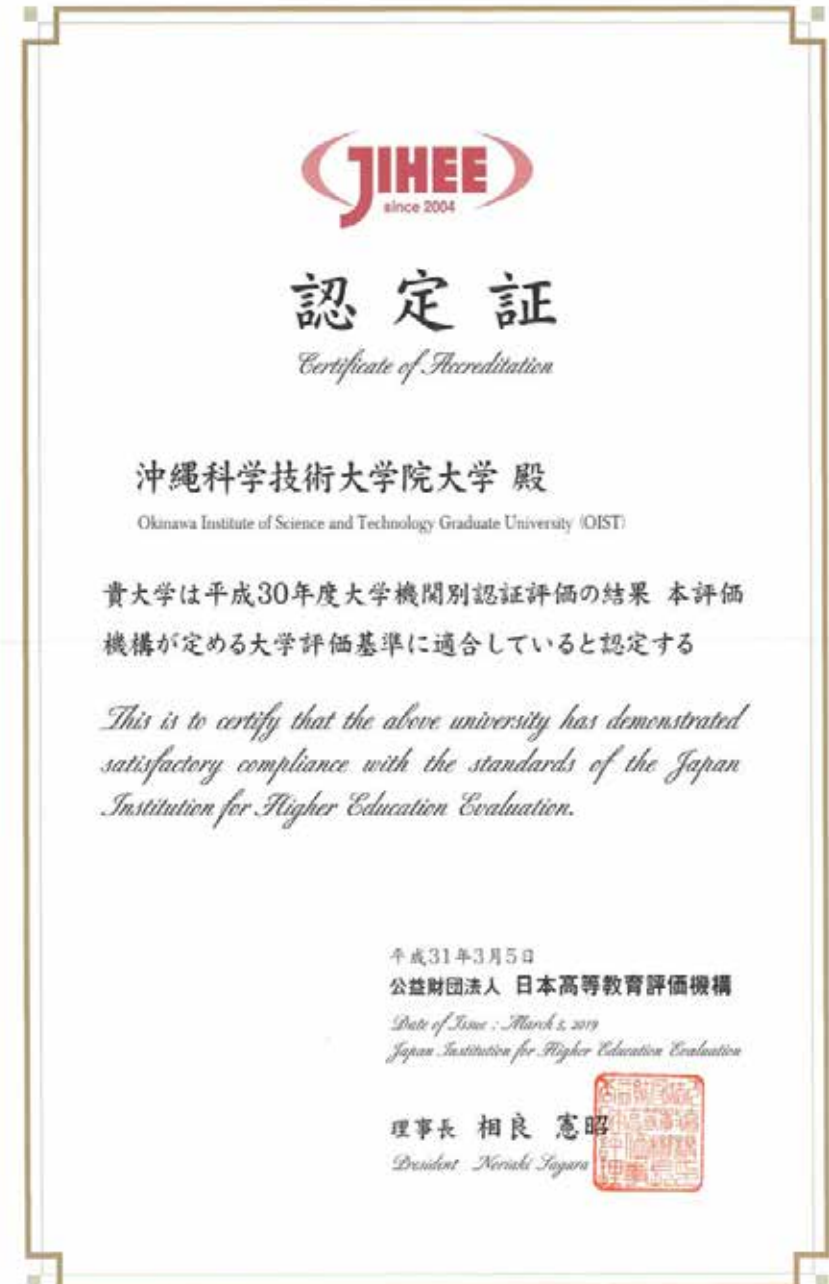 JIHEE
since 2004
認定証
Certificate of Accreditation
沖縄科学技術大学院大学 殿
Okinawa Institute of Science and Technology Graduate University (OIST)
貴大学は平成30年度大学機関別認証評価の結果 本評価
機構が定める大学評価基準に適合していると認定する
This is to certify that the above university has demonstrated
satisfactory compliance with the standards of the Japan
Institution for Higher Education Evaluation.
平成31年3月5日
公益財団法人 日本高等教育評価機構
Date of Issue : March 5, 2019
Japan Institution for Higher Education Evaluation
理事長 相良 憲昭
President Noriaki Sagara